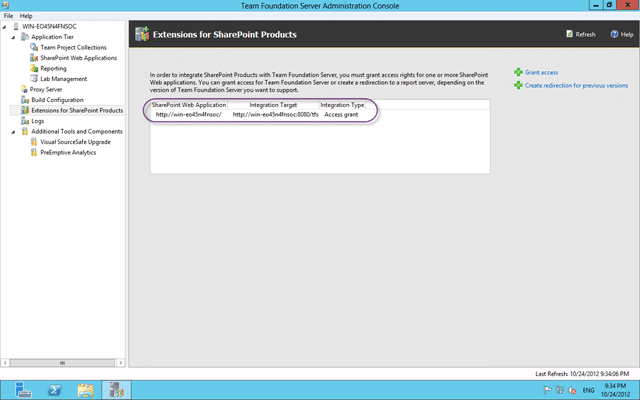 Team Foundation Server Administration Console
File Help
WIN-EO45N4FNSOC
Application Tier
Team Project Collections
SharePoint Web Applications
Reporting
Lab Management
Proxy Server
Build Configuration
Extensions for SharePoint Products
Logs
Additional Tools and Components
Visual SourceSafe Upgrade
PreEmptive Analytics
Extensions for SharePoint Products
Refresh
Help
In order to integrate SharePoint Products with Team Foundation Server, you must grant access rights for one or more SharePoint
Web applications. You can grant access for Team Foundation Server or create a redirection to a report server, depending on the
version of Team Foundation Server you want to support.
Grant access
Create redirection for previous versions
SharePoint Web Application Integration Target Integration Type
http://win-eo45n4fnsoc/ http://win-eo45n4fnsoc:8080/tfs Access grant
Last Refresh: 10/24/2012 9:34:06 PM
ENG
9:34 PM
10/24/2012